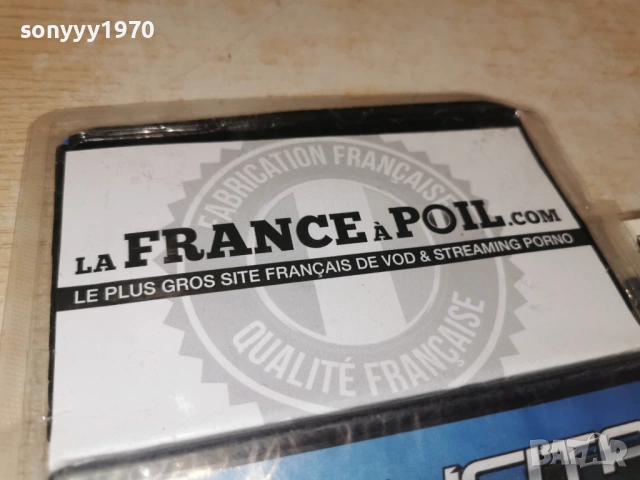 sonyyy1970
FABRICATION FRANÇAISE
LA FRANCE À POIL.COM
LE PLUS GROS SITE FRANÇAIS DE VOD & STREAMING PORNO
QUALITÉ FRANÇAISE